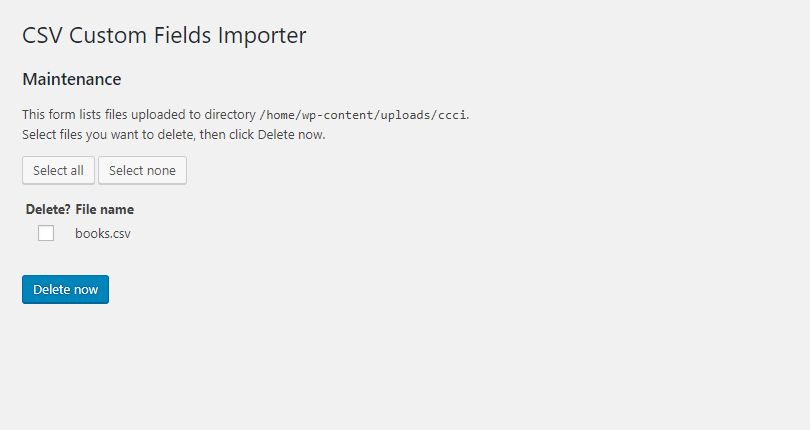 CSV Custom Fields Importer
Maintenance
This form lists files uploaded to directory /home/wp-content/uploads/ccci.
Select files you want to delete, then click Delete now.
Select all Select none
Delete? File name
books.csv
Delete now